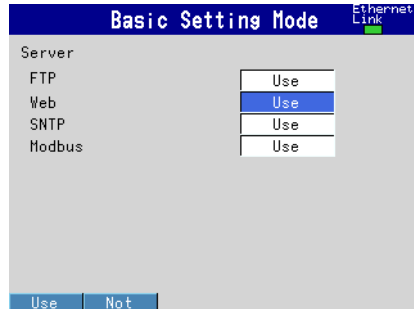 Basic Setting Mode
Ethernet
Link
Server
FTP Use
Web Use
SNTP Use
Modbus Use
Use Not